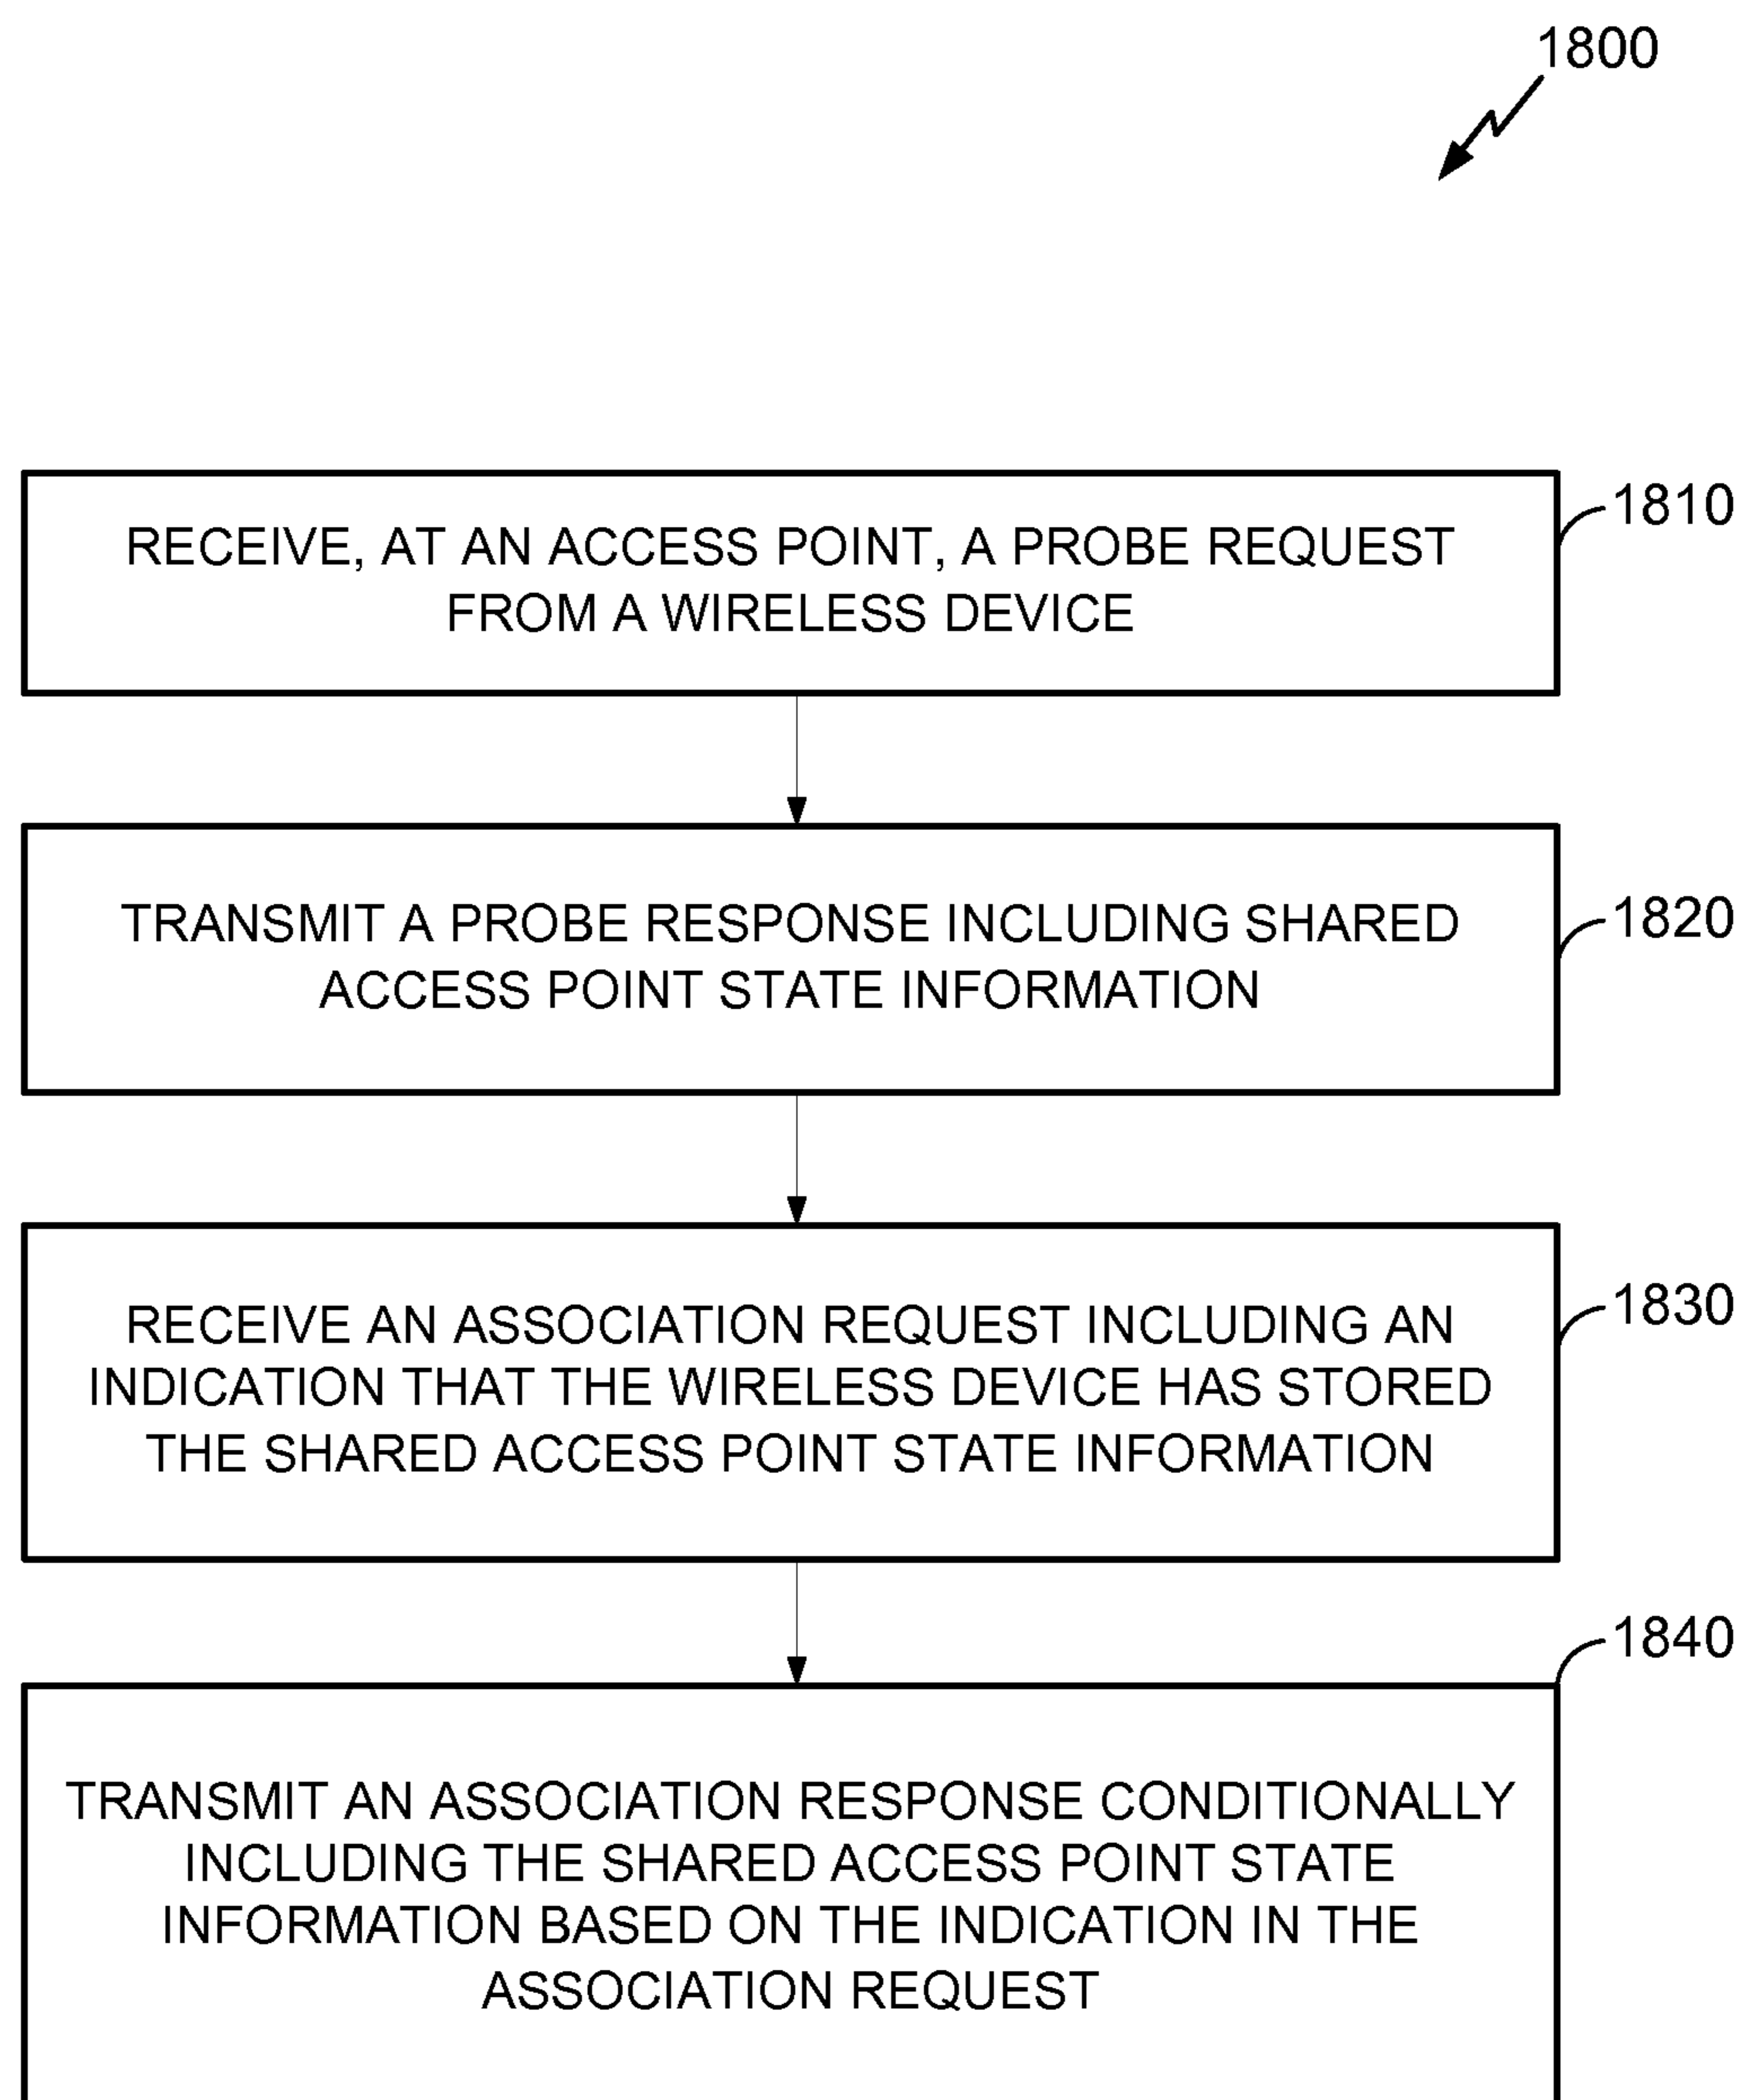 1800
1810
RECEIVE, AT AN ACCESS POINT, A PROBE REQUEST
FROM A WIRELESS DEVICE
1820
TRANSMIT A PROBE RESPONSE INCLUDING SHARED
ACCESS POINT STATE INFORMATION
1830
RECEIVE AN ASSOCIATION REQUEST INCLUDING AN
INDICATION THAT THE WIRELESS DEVICE HAS STORED
THE SHARED ACCESS POINT STATE INFORMATION
1840
TRANSMIT AN ASSOCIATION RESPONSE CONDITIONALLY
INCLUDING THE SHARED ACCESS POINT STATE
INFORMATION BASED ON THE INDICATION IN THE
ASSOCIATION REQUEST